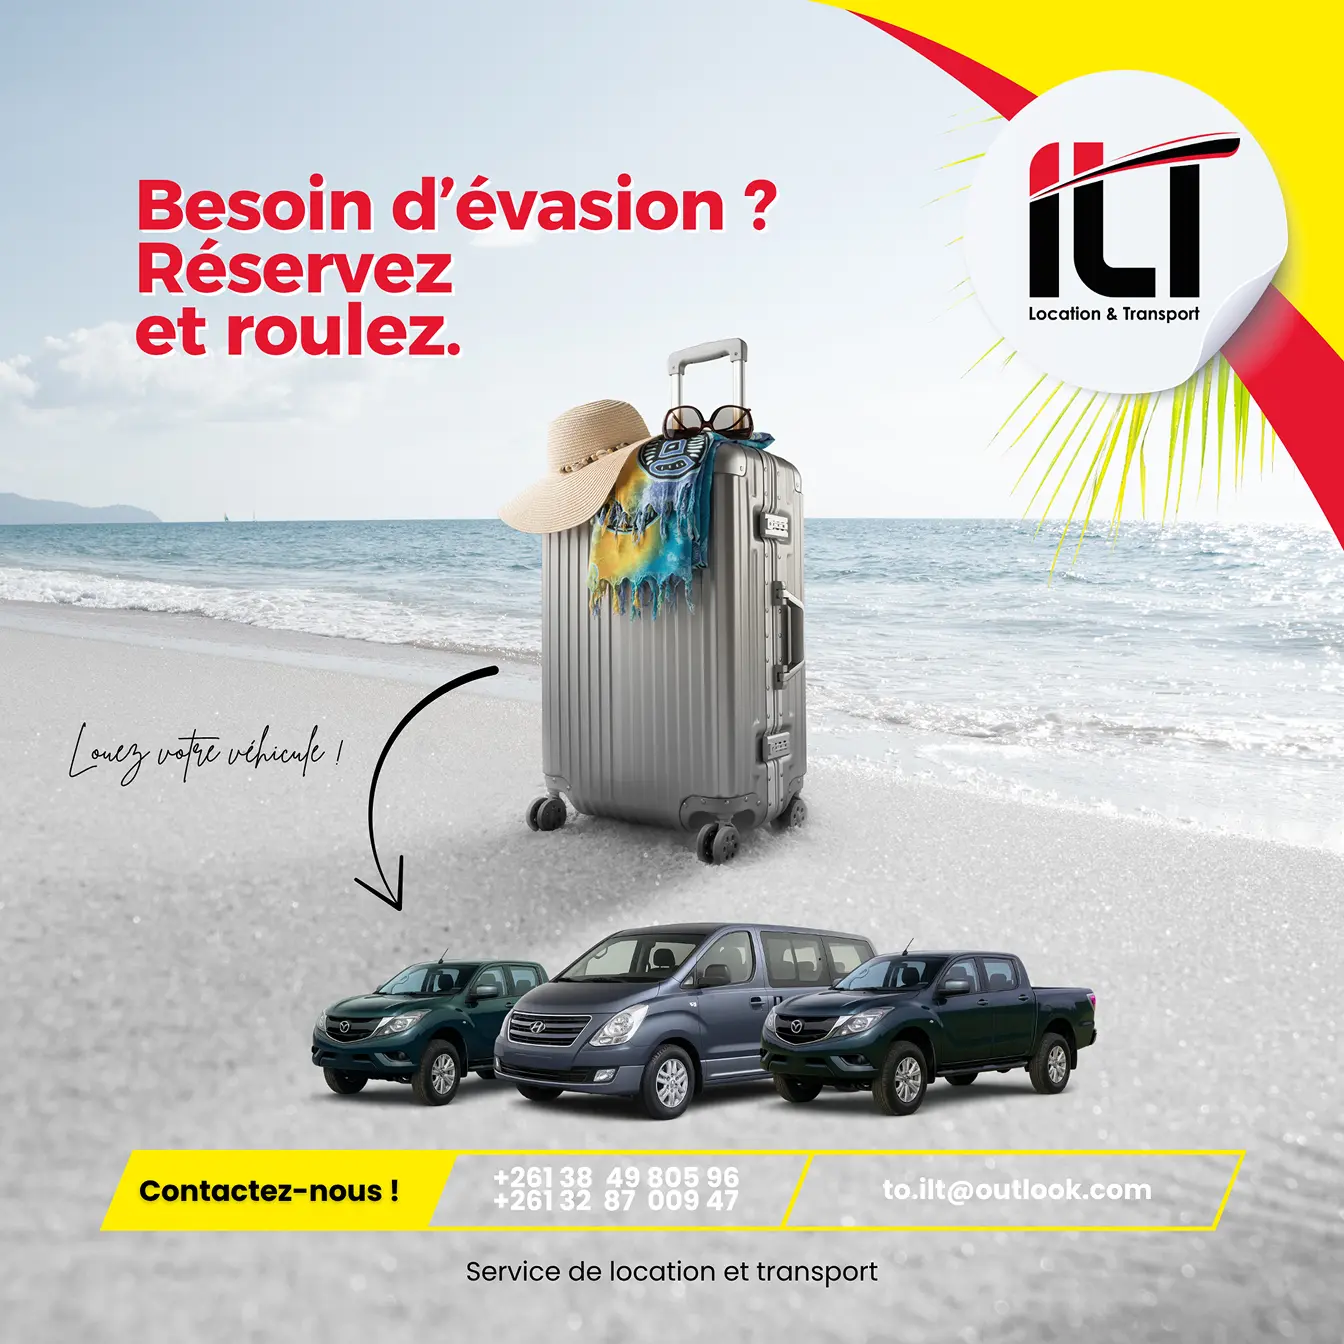 Besoin d'évasion ?
Réservez
et roulez.
ILT
Location & Transport
Louez votre véhicule !
Contactez-nous !
+261 38 49 805 96
+261 32 87 009 47
to.ilt@outlook.com
Service de location et transport